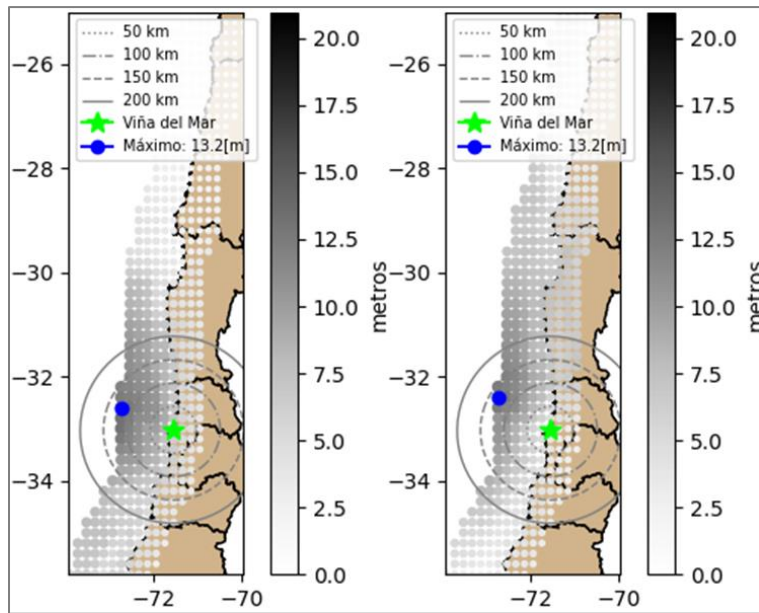 50 km
100 km
150 km
200 km
Viña del Mar
Máximo: 13.2[m]
−26
−28
−30
−32
−34
−72
−70
20.0
17.5
15.0
12.5
10.0
7.5
5.0
2.5
0.0
metros
50 km
100 km
150 km
200 km
Viña del Mar
Máximo: 13.2[m]
−26
−28
−30
−32
−34
−72
−70
20.0
17.5
15.0
12.5
10.0
7.5
5.0
2.5
0.0
metros